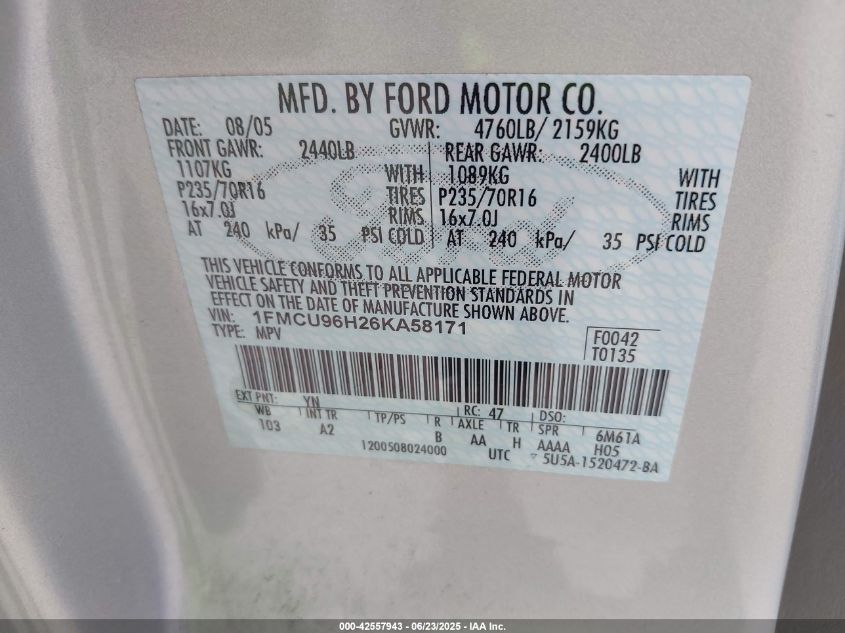 MFD. BY FORD MOTOR CO.
DATE: 08/05 GVWR: 4760LB/ 2159KG
FRONT GAWR: 2440LB REAR GAWR: 2400LB
1107KG WITH 1089KG WITH
P235/70R16 TIRES P235/70R16 TIRES
16x7.0J RIMS 16x7.0J RIMS
AT 240 kPa/ 35 PSI COLD AT 240 kPa/ 35 PSI COLD
THIS VEHICLE CONFORMS TO ALL APPLICABLE FEDERAL MOTOR
VEHICLE SAFETY AND THEFT PREVENTION STANDARDS IN
EFFECT ON THE DATE OF MANUFACTURE SHOWN ABOVE.
VIN: 1FMCU96H26KA58171
TYPE: MPV
F0042
T0135
EXT PNT: YN RC: 47 DSO:
WB INT TR TP/PS R AXLE TR SPR 6M61A
103 A2 B AA H AAAA H05
1200508024000 UTC 5U5A-1520472-BA
Ford
000-42557943 - 06/23/2025 - IAA Inc.